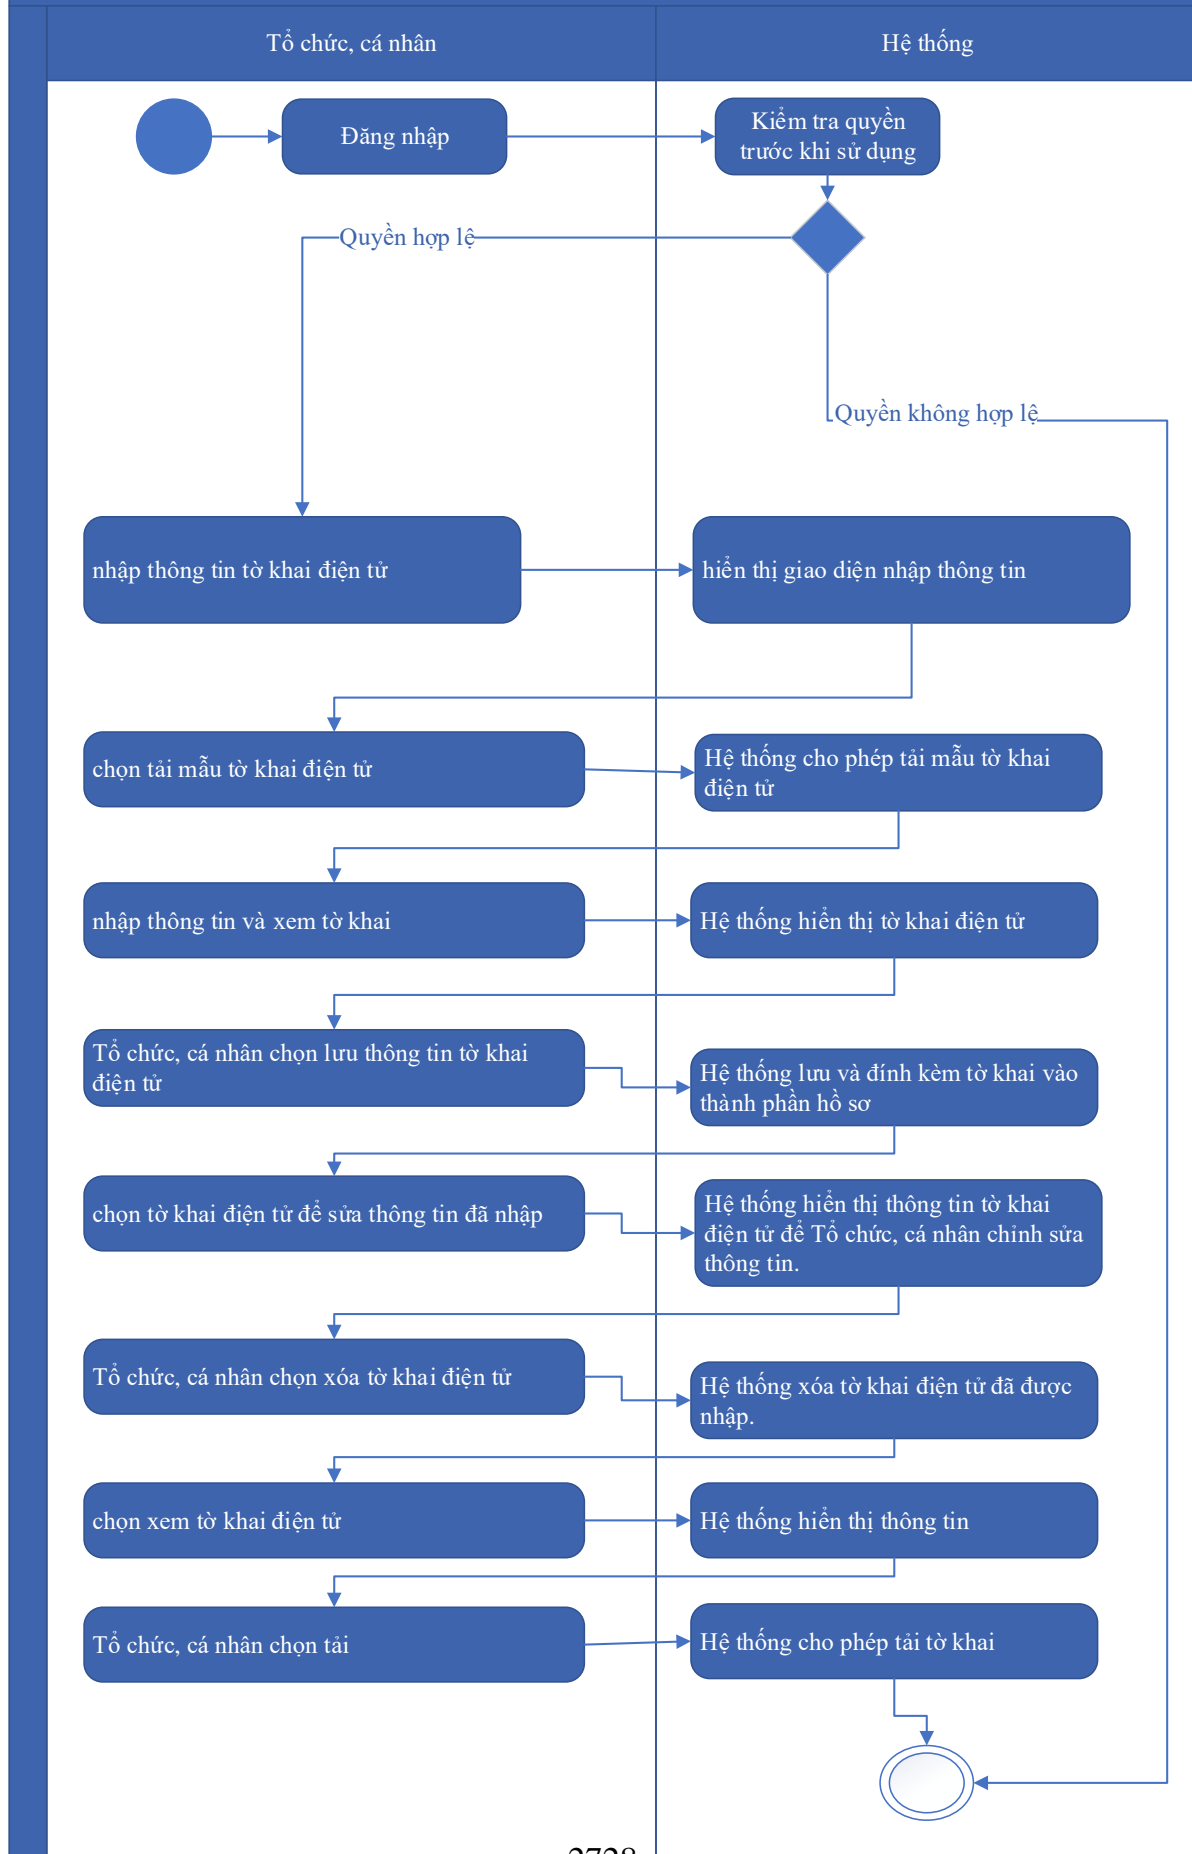 Tổ chức, cá nhân
Hệ thống
Đăng nhập
Kiểm tra quyền
trước khi sử dụng
Quyền hợp lệ
Quyền không hợp lệ
nhập thông tin tờ khai điện tử
hiển thị giao diện nhập thông tin
chọn tải mẫu tờ khai điện tử
Hệ thống cho phép tải mẫu tờ khai
điện tử
nhập thông tin và xem tờ khai
Hệ thống hiển thị tờ khai điện tử
Tổ chức, cá nhân chọn lưu thông tin tờ khai
điện tử
Hệ thống lưu và đính kèm tờ khai vào
thành phần hồ sơ
chọn tờ khai điện tử để sửa thông tin đã nhập
Hệ thống hiển thị thông tin tờ khai
điện tử để Tổ chức, cá nhân chỉnh sửa
thông tin.
Tổ chức, cá nhân chọn xóa tờ khai điện tử
Hệ thống xóa tờ khai điện tử đã được
nhập.
chọn xem tờ khai điện tử
Hệ thống hiển thị thông tin
Tổ chức, cá nhân chọn tải
Hệ thống cho phép tải tờ khai
2728